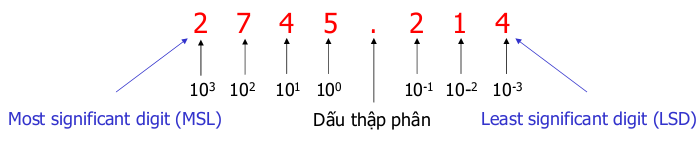 2 7 4 5 . 2 1 4
10³ 10² 10¹ 10⁰ 10⁻¹ 10⁻² 10⁻³
Most significant digit (MSL) Dấu thập phân Least significant digit (LSD)